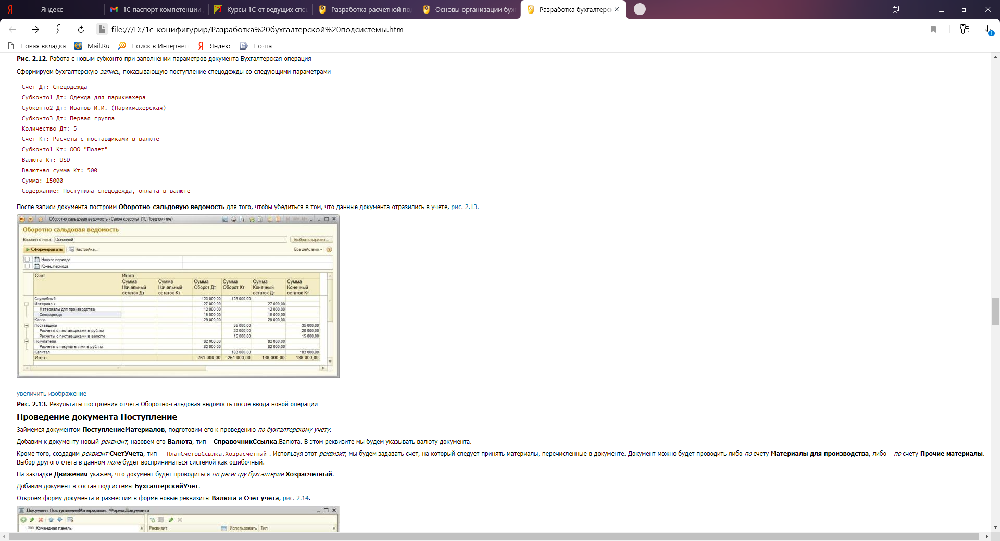 Яндекс
1С паспорт компетенции
Курсы 1С от ведущих спе
Разработка расчетной по
Основы организации бух
Разработка бухгалтерс
file:///D:/1с_конифигурир/Разработка%20бухгалтерской%20подсистемы.htm
1
Новая вкладка
Mail.Ru
Поиск в Интернет
Яндекс
Почта
Рис. 2.12. Работа с новым субконто при заполнении параметров документа Бухгалтерская операция
Сформируем бухгалтерскую запись, показывающую поступление спецодежды со следующими параметрами
Счет Дт: Спецодежда
Субконто1 Дт: Одежда для парикмахера
Субконто2 Дт: Иванов И.И. (Парикмахерская)
Субконто3 Дт: Первая группа
Количество Дт: 5
Счет Кт: Расчеты с поставщиками в валюте
Субконто1 Кт: ООО "Полет"
Валюта Кт: USD
Валютная сумма Кт: 500
Сумма: 15000
Содержание: Поступила спецодежда, оплата в валюте
После записи документа построим Оборотно-сальдовую ведомость для того, чтобы убедиться в том, что данные документа отразились в учете, рис. 2.13.
Оборотно сальдовая ведомость - Салон красоты (1С:Предприятие)
Оборотно сальдовая ведомость
Вариант отчета: Основной Выбрать вариант...
Сформировать Настройка... Все действия
Начало периода
Конец периода
Счет Итого
Сумма Начальный остаток Дт Сумма Начальный остаток Кт Сумма Оборот Дт Сумма Оборот Кт Сумма Конечный остаток Дт Сумма Конечный остаток Кт
Служебный 123 000,00 123 000,00
Материалы 27 000,00 27 000,00
Материалы для производства 12 000,00 12 000,00
Спецодежда 15 000,00 15 000,00
Касса 29 000,00 29 000,00
Поставщики 35 000,00 35 000,00
Расчеты с поставщиками в рублях 20 000,00 20 000,00
Расчеты с поставщиками в валюте 15 000,00 15 000,00
Покупатели 82 000,00 82 000,00
Расчеты с покупателями в рублях 82 000,00 82 000,00
Капитал 103 000,00 103 000,00
Итого 261 000,00 261 000,00 138 000,00 138 000,00
увеличить изображение
Рис. 2.13. Результаты построения отчета Оборотно-сальдовая ведомость после ввода новой операции
Проведение документа Поступление
Займемся документом ПоступлениеМатериалов, подготовим его к проведению по бухгалтерскому учету.
Добавим к документу новый реквизит, назовем его Валюта, тип – СправочникСсылка.Валюта. В этом реквизите мы будем указывать валюту документа.
Кроме того, создадим реквизит СчетУчета, тип – ПланСчетовСсылка.Хозрасчетный . Используя этот реквизит, мы будем задавать счет, на который следует принять материалы, перечисленные в документе. Документ можно будет проводить либо по счету Материалы для производства, либо – по счету Прочие материалы.
Выбор другого счета в данном поле будет восприниматься системой как ошибочный.
На закладке Движения укажем, что документ будет проводиться по регистру бухгалтерии Хозрасчетный.
Добавим документ в состав подсистемы БухгалтерскийУчет.
Откроем форму документа и разместим в форме новые реквизиты Валюта и Счет учета, рис. 2.14.
Документ ПоступлениеМатериалов: ФормаДокумента
Командная панель Реквизит Использовать Тип